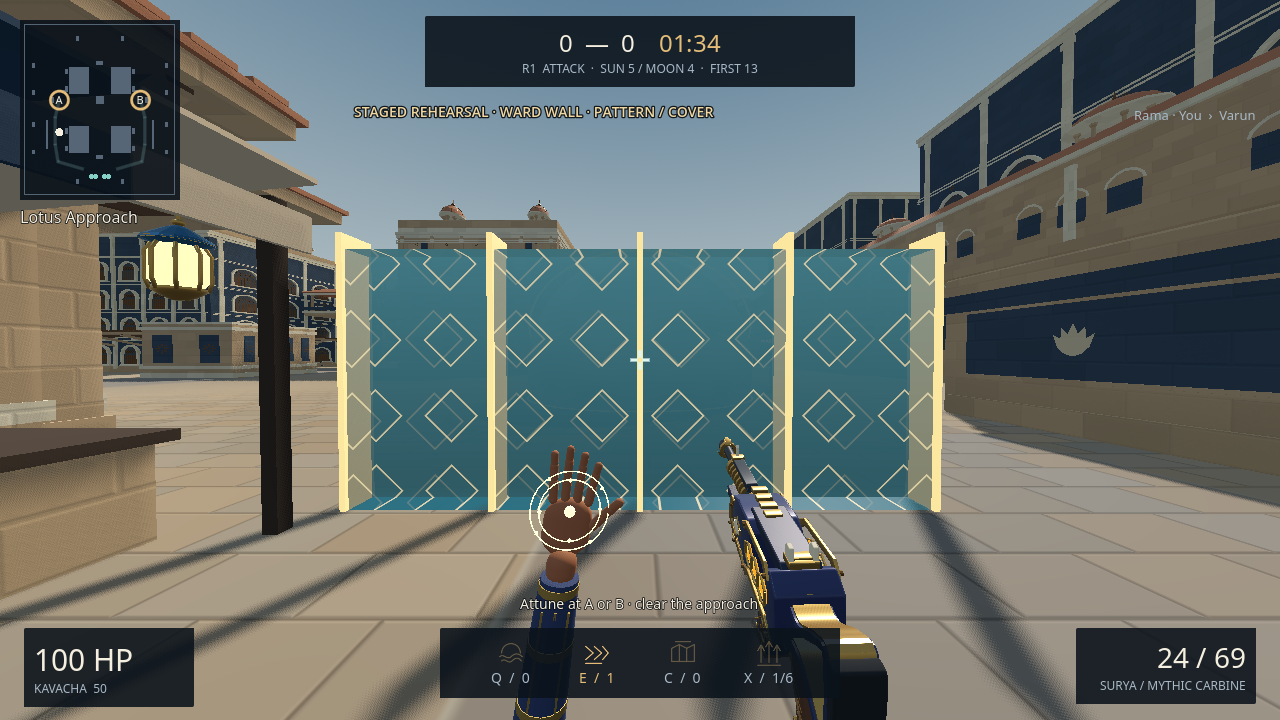 0 — 0 01:34
R1 ATTACK · SUN 5 / MOON 4 · FIRST 13
STAGED REHEARSAL · WARD WALL · PATTERN / COVER
Rama · You › Varun
A
B
Lotus Approach
Attune at A or B · clear the approach
100 HP
KAVACHA 50
Q / 0
E / 1
C / 0
X / 1/6
24 / 69
SURYA / MYTHIC CARBINE